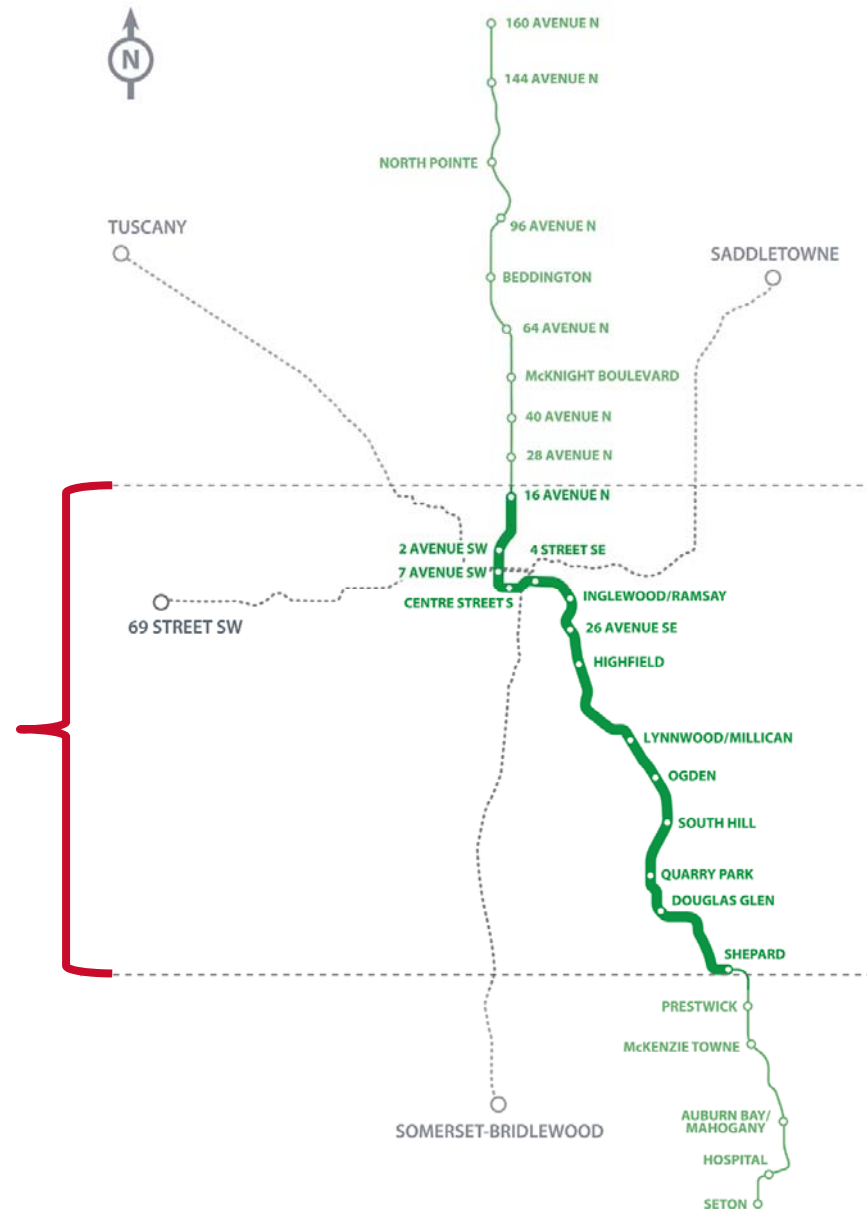 160 AVENUE N
N
144 AVENUE N
NORTH POINTE
96 AVENUE N
TUSCANY
SADDLETOWNE
BEDDINGTON
64 AVENUE N
McKNIGHT BOULEVARD
40 AVENUE N
28 AVENUE N
16 AVENUE N
2 AVENUE SW
4 STREET SE
7 AVENUE SW
CENTRE STREET S
INGLEWOOD/RAMSAY
69 STREET SW
26 AVENUE SE
HIGHFIELD
LYNNWOOD/MILLICAN
OGDEN
SOUTH HILL
QUARRY PARK
DOUGLAS GLEN
SHEPARD
PRESTWICK
McKENZIE TOWNE
AUBURN BAY/
MAHOGANY
SOMERSET-BRIDLEWOOD
HOSPITAL
SETON